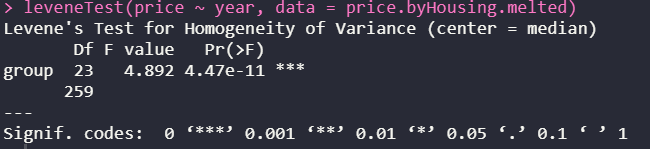 > leveneTest(price ~ year, data = price.byHousing.melted)
Levene's Test for Homogeneity of Variance (center = median)
       Df F value   Pr(>F)
group  23   4.892 4.47e-11 ***
      259
---
Signif. codes:  0 ‘***’ 0.001 ‘**’ 0.01 ‘*’ 0.05 ‘.’ 0.1 ‘ ’ 1